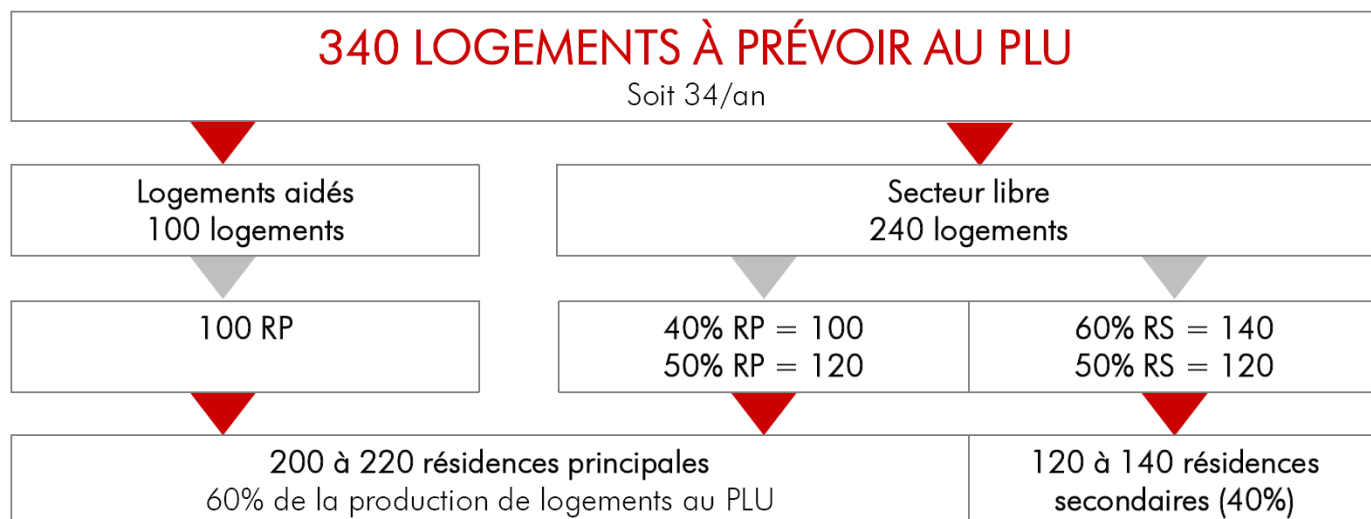 340 LOGEMENTS À PRÉVOIR AU PLU
Soit 34/an
Logements aidés
100 logements
Secteur libre
240 logements
100 RP
40% RP = 100
50% RP = 120
60% RS = 140
50% RS = 120
200 à 220 résidences principales
60% de la production de logements au PLU
120 à 140 résidences
secondaires (40%)